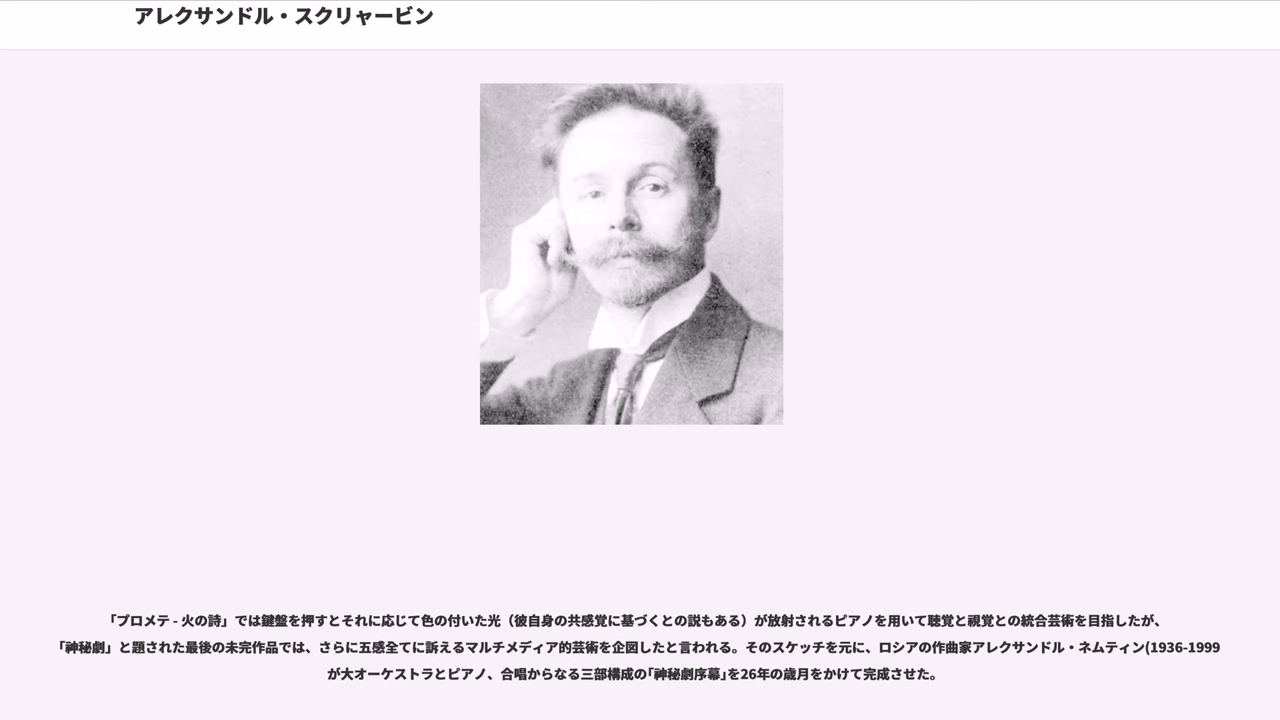 アレクサンドル・スクリャービン
「プロメテ - 火の詩」では鍵盤を押すとそれに応じて色の付いた光（彼自身の共感覚に基づくとの説もある）が放射されるピアノを用いて聴覚と視覚との統合芸術を目指したが、
「神秘劇」と題された最後の未完作品では、さらに五感全てに訴えるマルチメディア的芸術を企図したと言われる。そのスケッチを元に、ロシアの作曲家アレクサンドル・ネムティン(1936-1999
が大オーケストラとピアノ、合唱からなる三部構成の｢神秘劇序幕｣を26年の歳月をかけて完成させた。